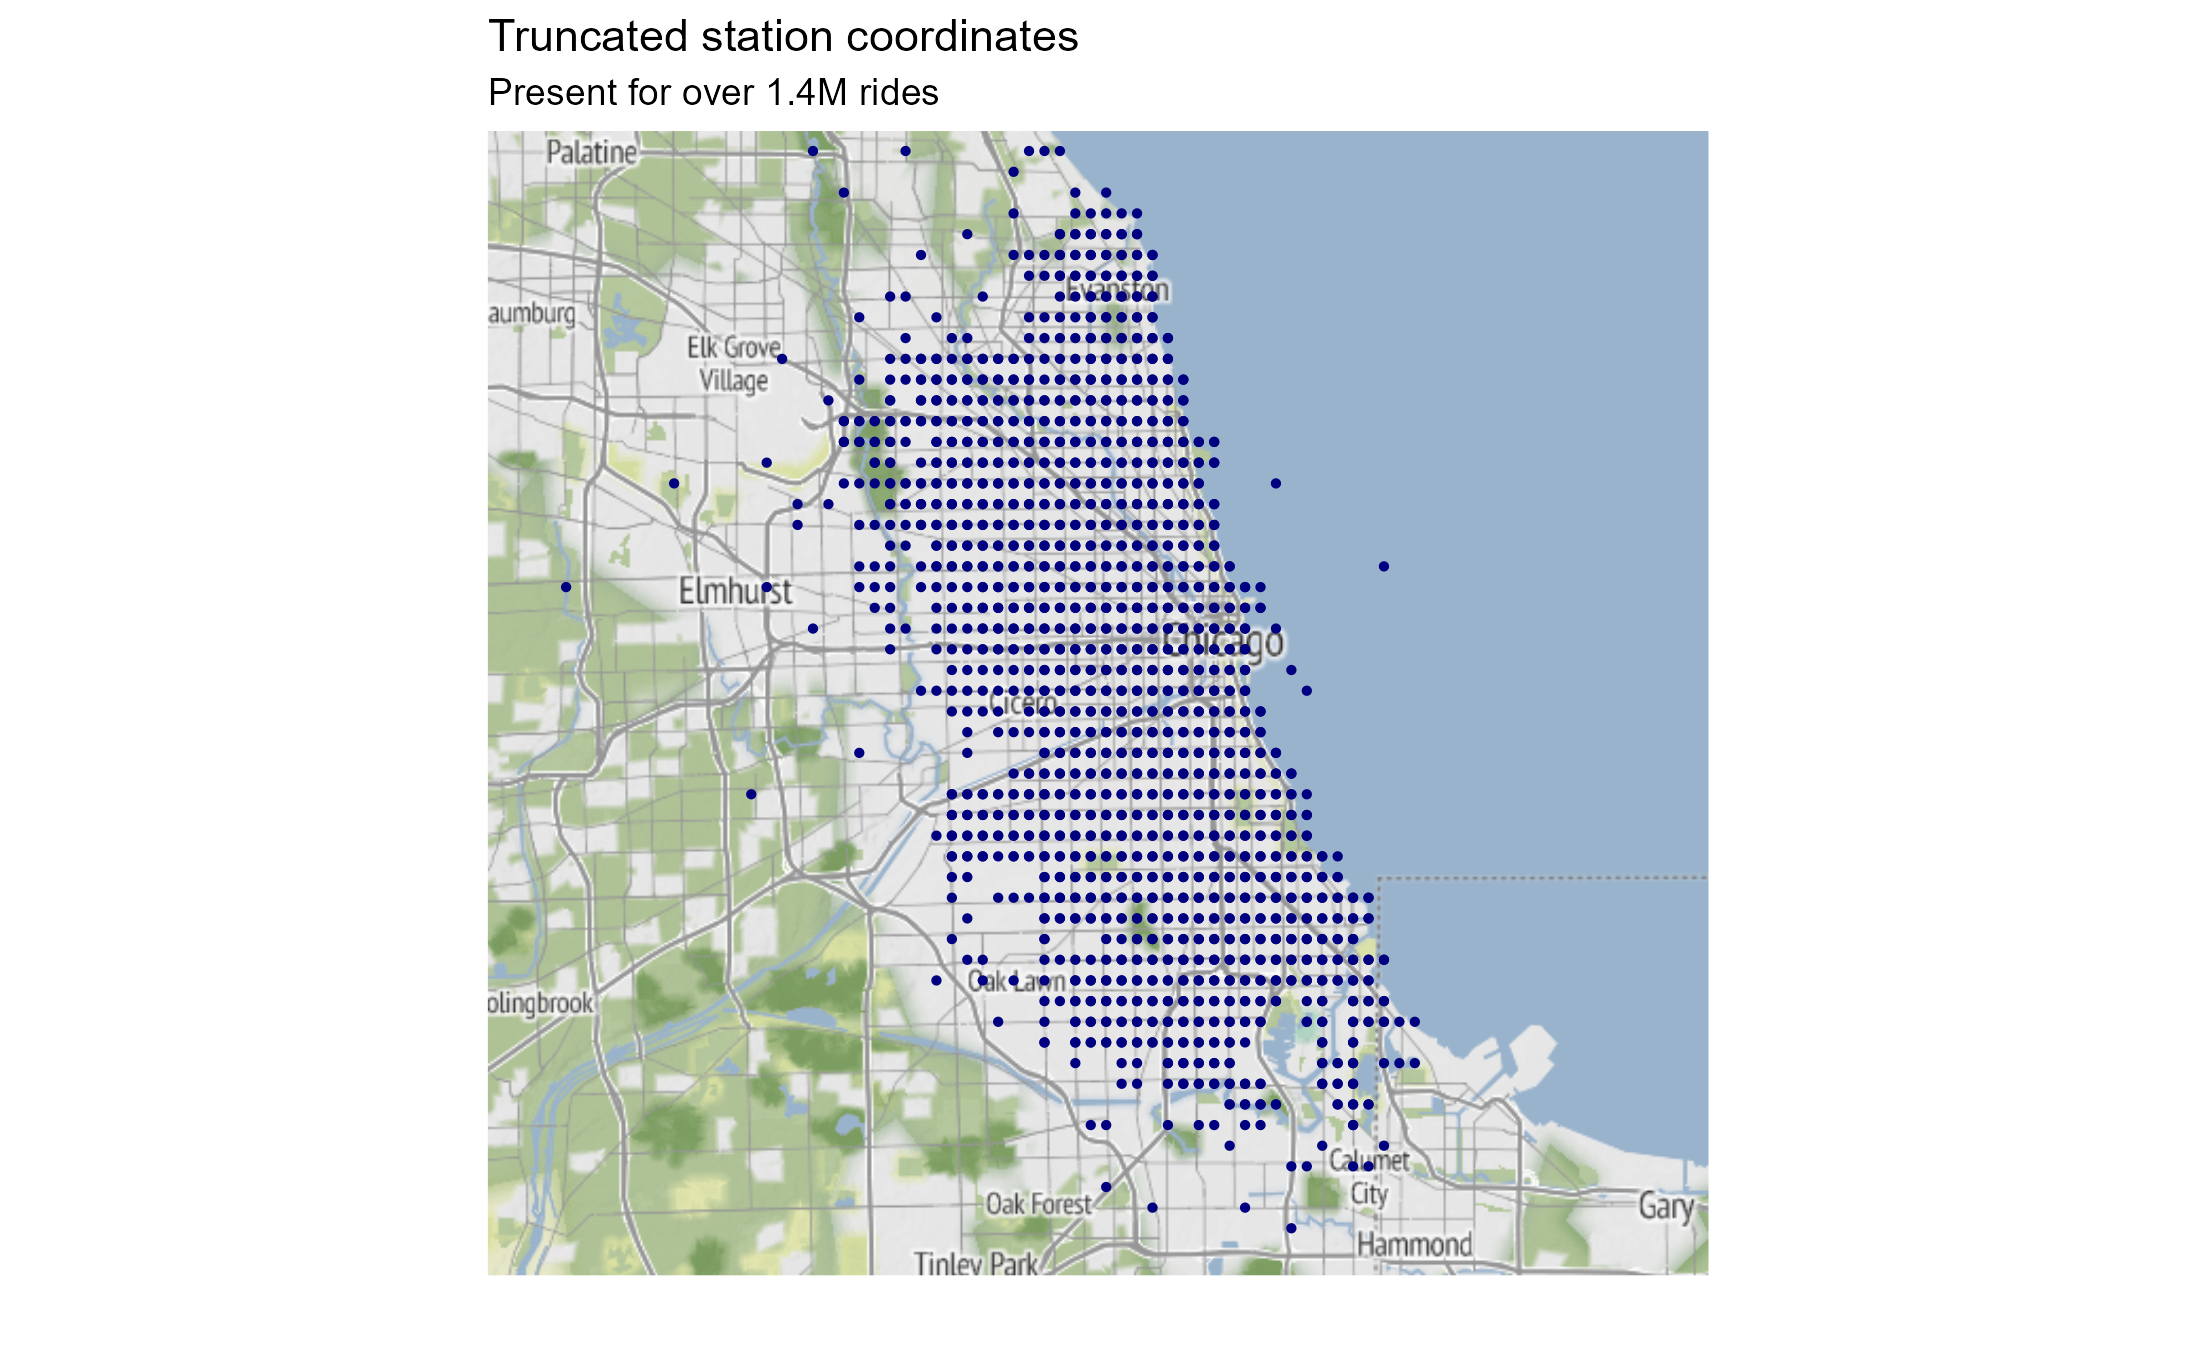 Truncated station coordinates
Present for over 1.4M rides
Palatine
Evanston
aumburg
Elk Grove
Village
Elmhurst
Chicago
Cicero
Oak Lawn
olingbrook
Calumet
City
Oak Forest
Gary
Hammond
Tinley Park